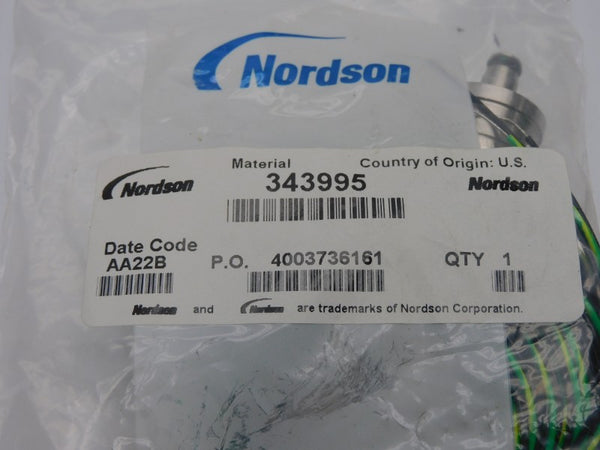 Nordson
Material Country of Origin: U.S.
Nordson 343995 Nordson
Date Code
AA22B P.O. 4003736161 QTY 1
Nordson and Nordson are trademarks of Nordson Corporation.